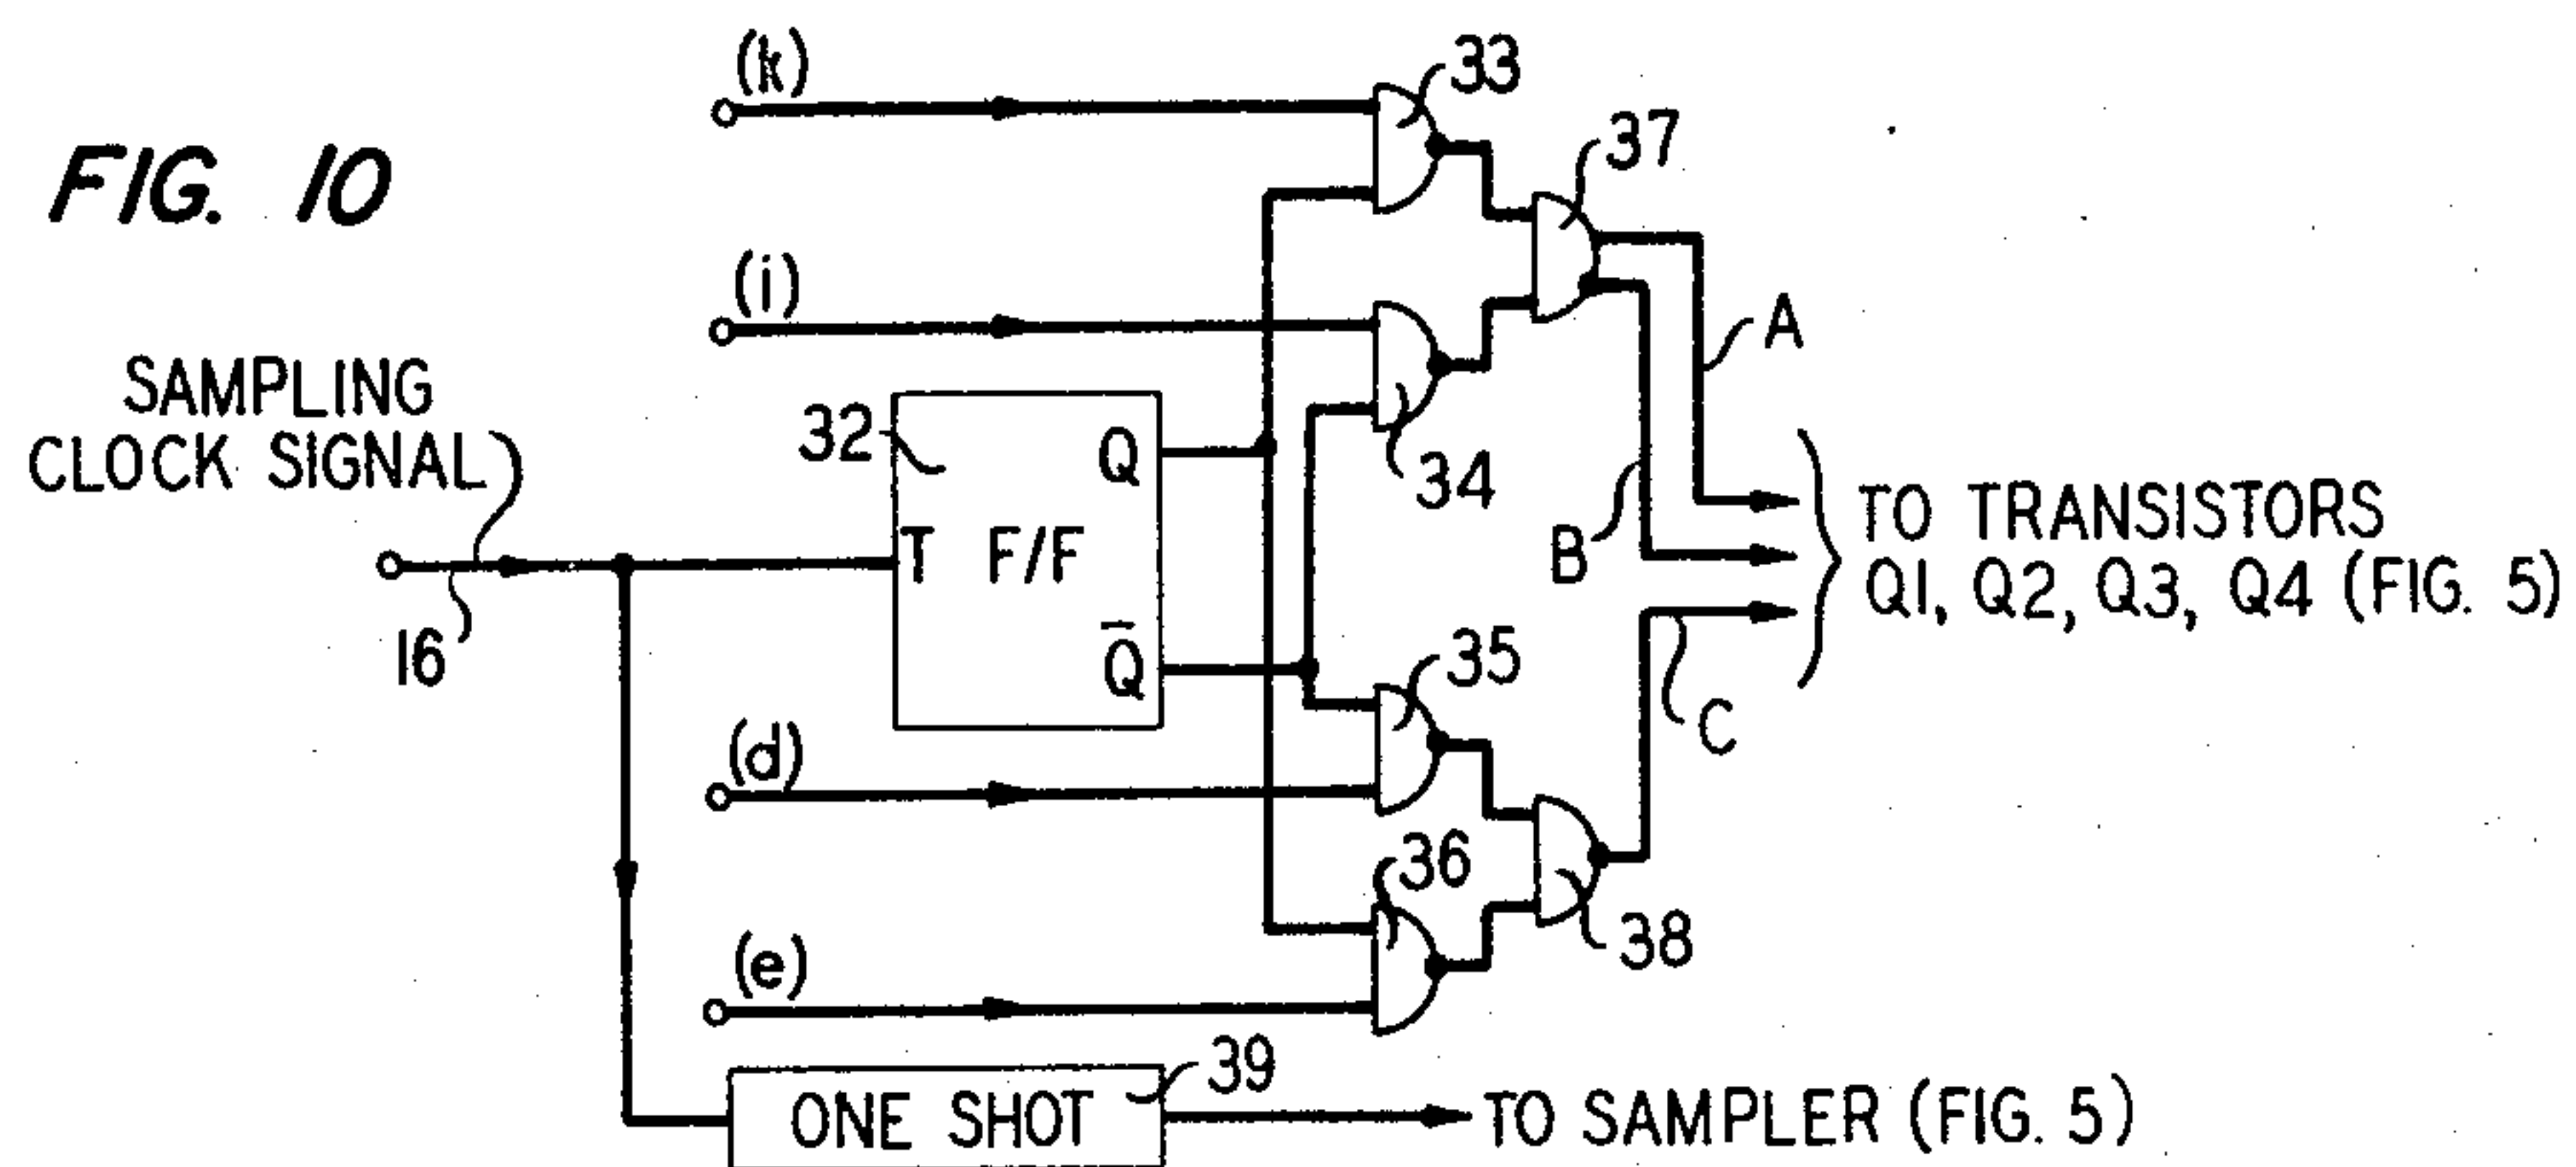 FIG. 10
(k)
33
37
(i)
A
SAMPLING
CLOCK SIGNAL
32
Q
34
B
TO TRANSISTORS
Q1, Q2, Q3, Q4 (FIG. 5)
T F/F
16
Q̄
35
C
(d)
36
(e)
38
39
ONE SHOT
TO SAMPLER (FIG. 5)